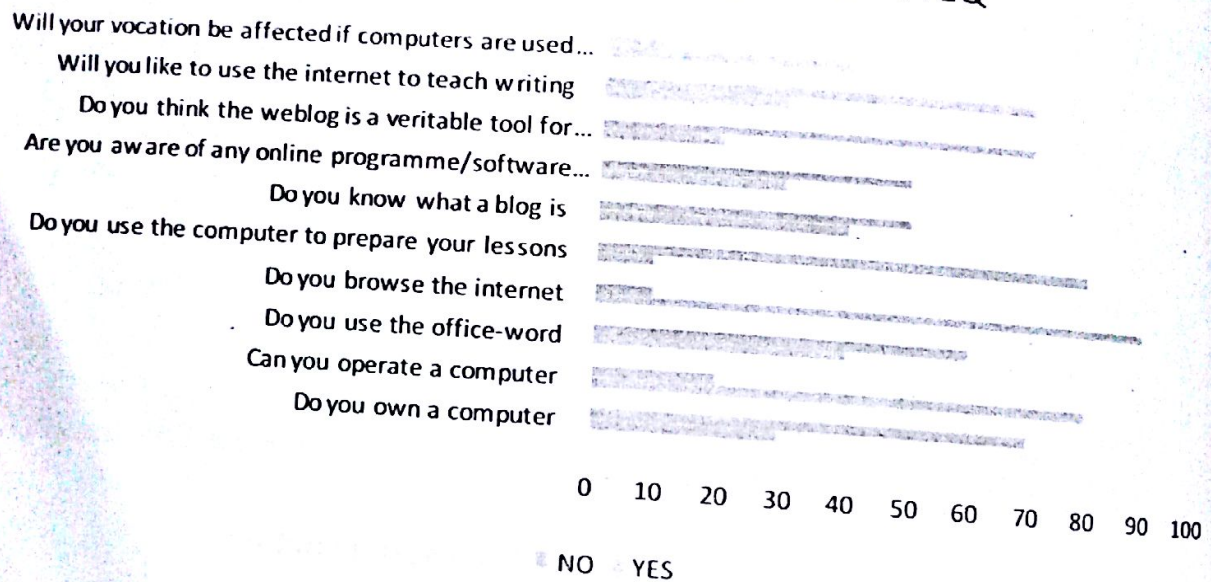 Will your vocation be affected if computers are used...
Will you like to use the internet to teach writing
Do you think the weblog is a veritable tool for...
Are you aware of any online programme/software...
Do you know what a blog is
Do you use the computer to prepare your lessons
Do you browse the internet
Do you use the office-word
Can you operate a computer
Do you own a computer
0 10 20 30 40 50 60 70 80 90 100
NO YES